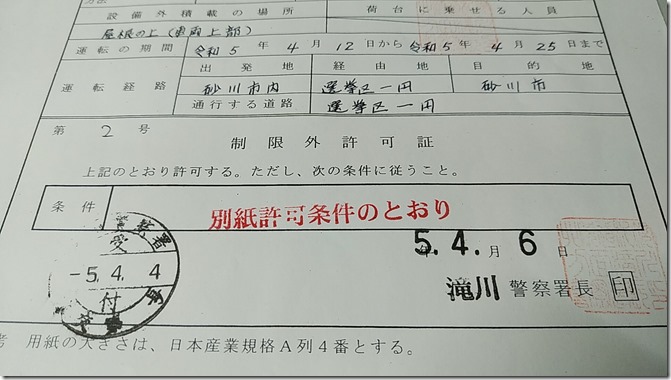 方法
設備外積載の場所 荷台に乗せる人員
屋根の上(車両上部)
運転の期間 令和5年4月12日から令和5年4月25日まで
運転経路 出発地 経由地 目的地
砂川市内 選挙区一円 砂川市
通行する道路 選挙区一円
第2号
制限外許可証
上記のとおり許可する。ただし、次の条件に従うこと。
条件 別紙許可条件のとおり
5.4.月6日
滝川警察署長 印
受
-5.4.4
付
考 用紙の大きさは、日本産業規格A列4番とする。